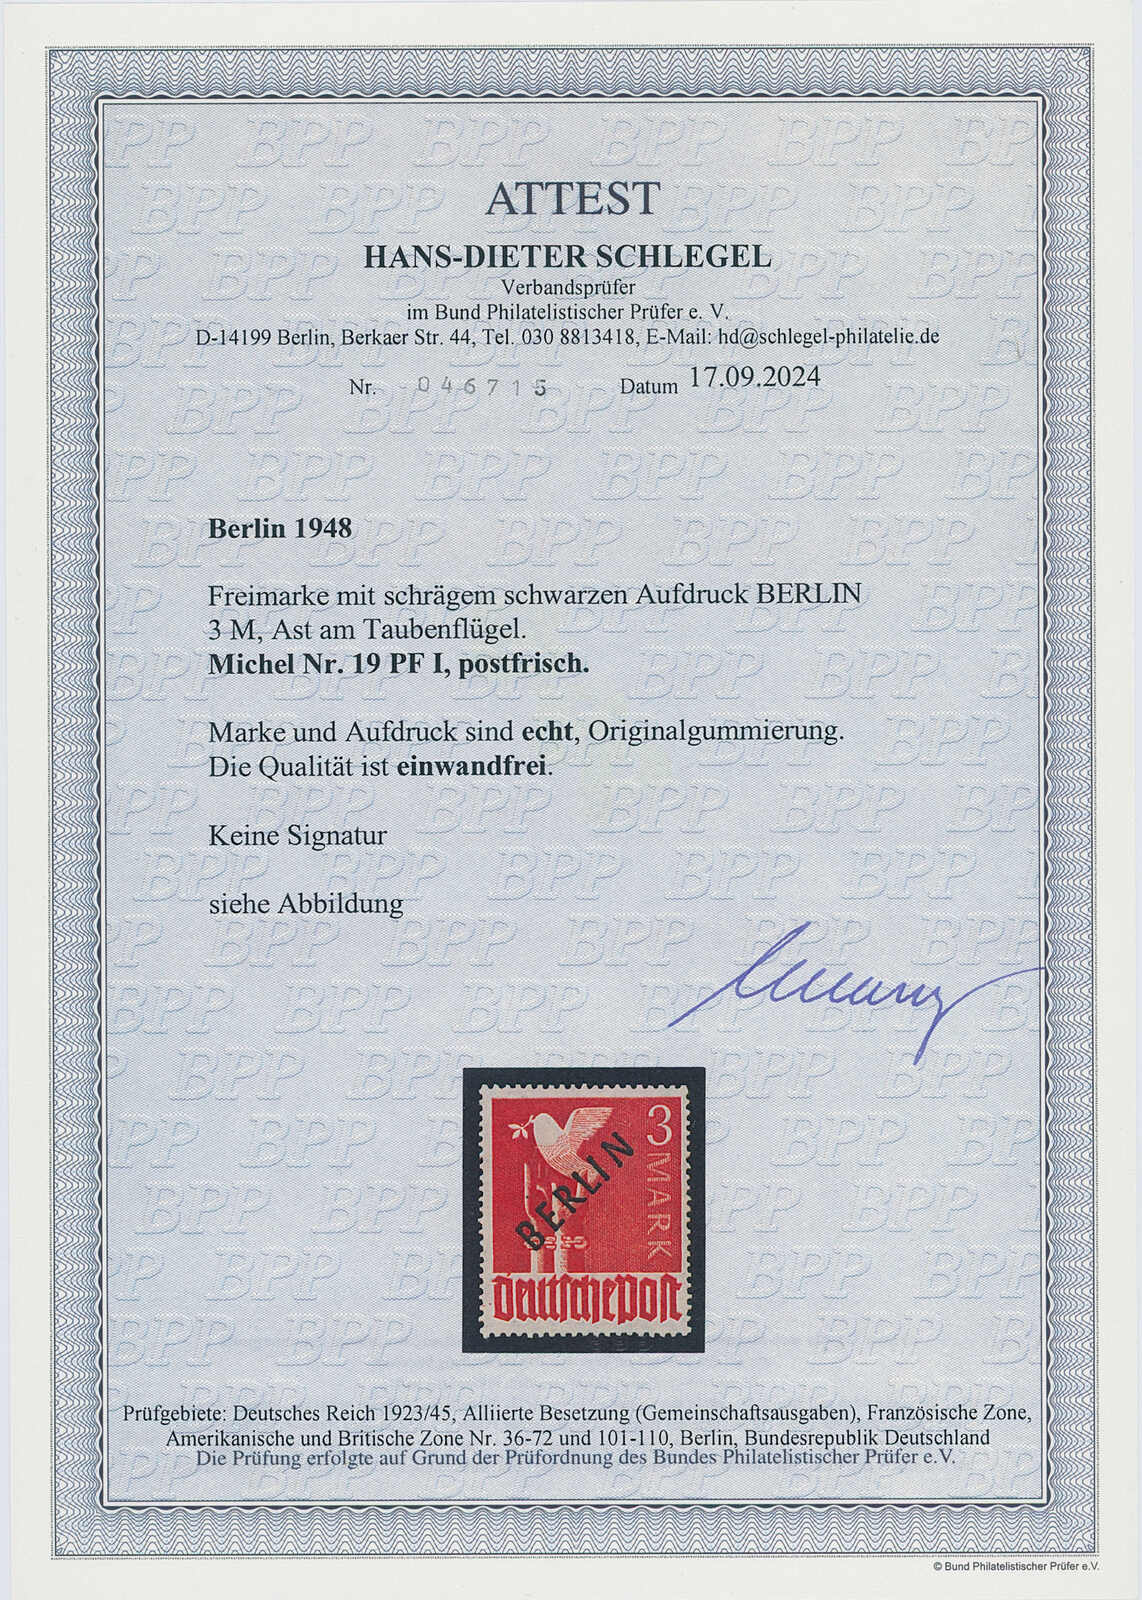 ATTEST
HANS-DIETER SCHLEGEL
Verbandsprüfer
im Bund Philatelistischer Prüfer e. V.
D-14199 Berlin, Berkaer Str. 44, Tel. 030 8813418, E-Mail: hd@schlegel-philatelie.de
Nr. 046715 Datum 17.09.2024
Berlin 1948
Freimarke mit schrägem schwarzen Aufdruck BERLIN
3 M, Ast am Taubenflügel.
Michel Nr. 19 PF I, postfrisch.
Marke und Aufdruck sind echt, Originalgummierung.
Die Qualität ist einwandfrei.
Keine Signatur
siehe Abbildung
3 MARK
BERLIN
deutsche post
Prüfgebiete: Deutsches Reich 1923/45, Alliierte Besetzung (Gemeinschaftsausgaben), Französische Zone,
Amerikanische und Britische Zone Nr. 36-72 und 101-110, Berlin, Bundesrepublik Deutschland
Die Prüfung erfolgte auf Grund der Prüfordnung des Bundes Philatelistischer Prüfer e.V.
© Bund Philatelistischer Prüfer e.V.